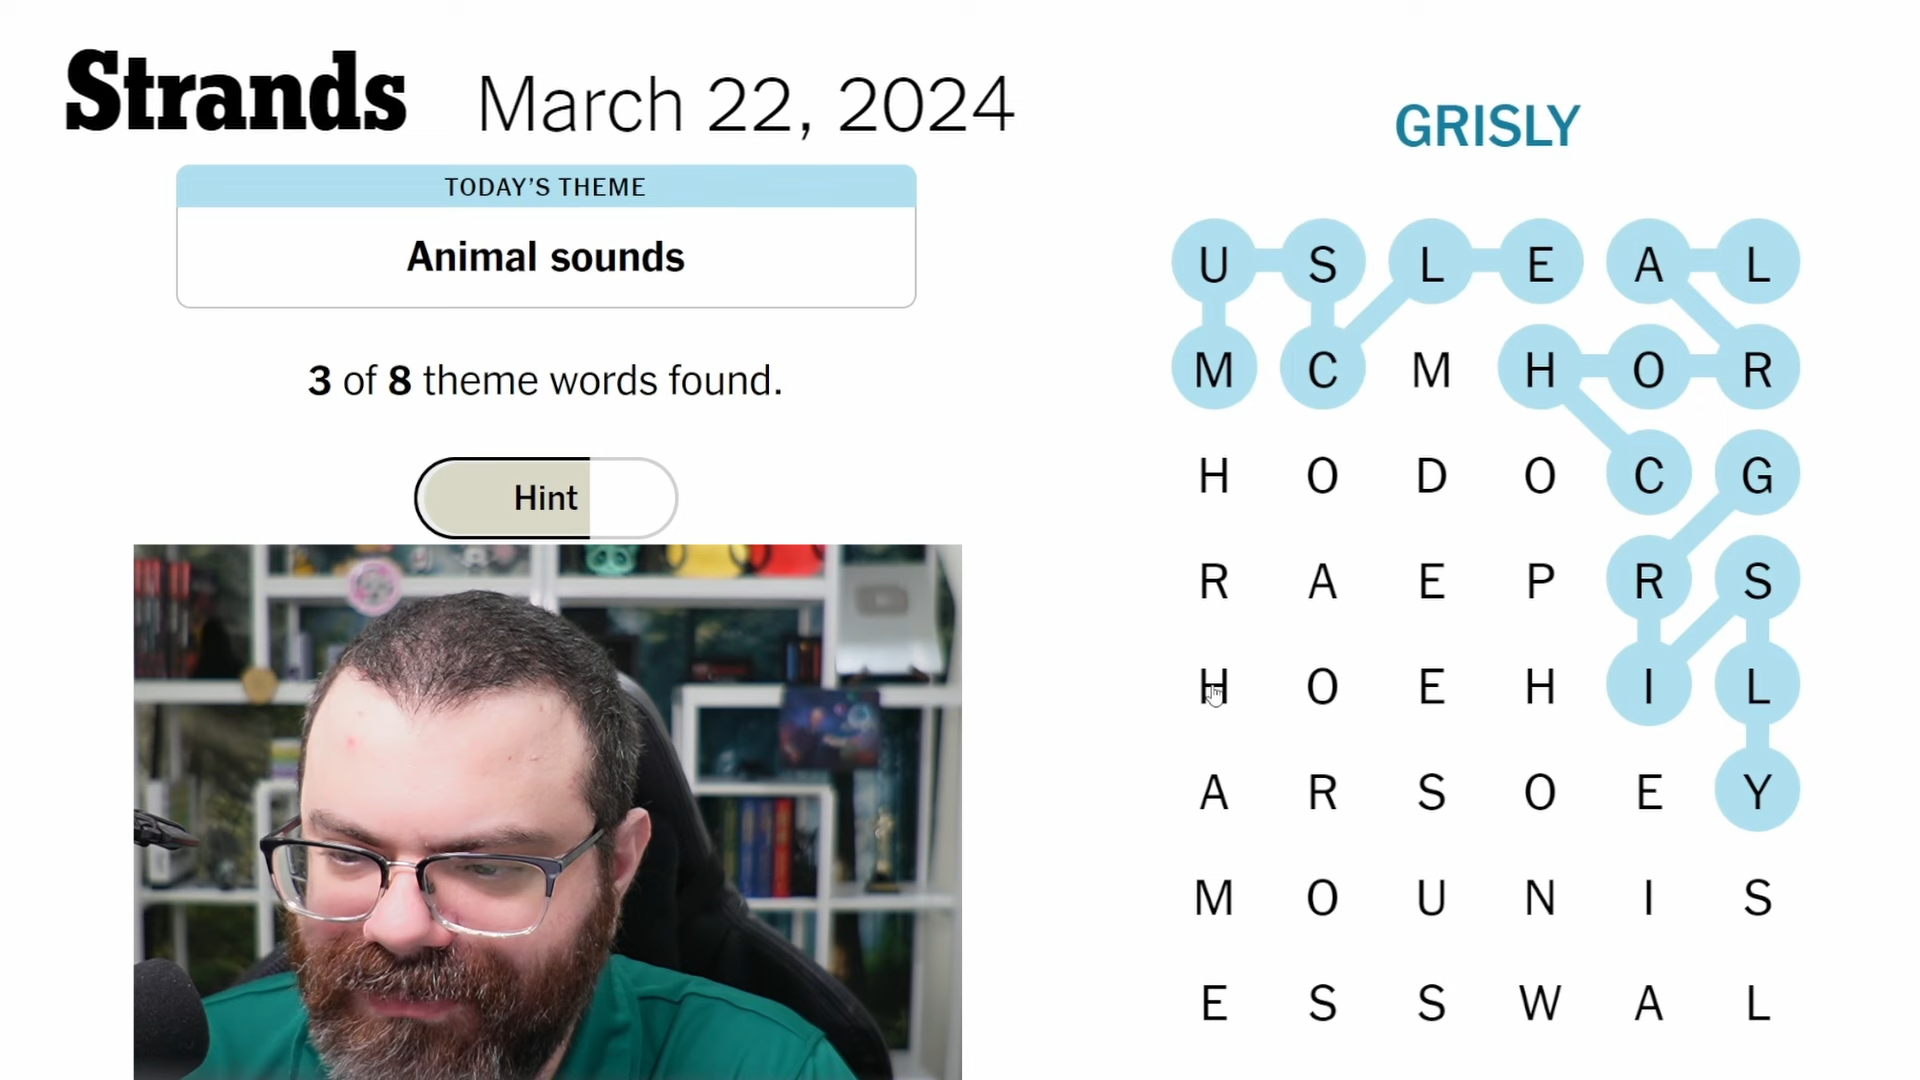 Strands March 22, 2024
TODAY'S THEME
Animal sounds
3 of 8 theme words found.
Hint
GRISLY
U S L E A L
M C M H O R
H O D O C G
R A E P R S
H O E H I L
A R S O E Y
M O U N I S
E S S W A L